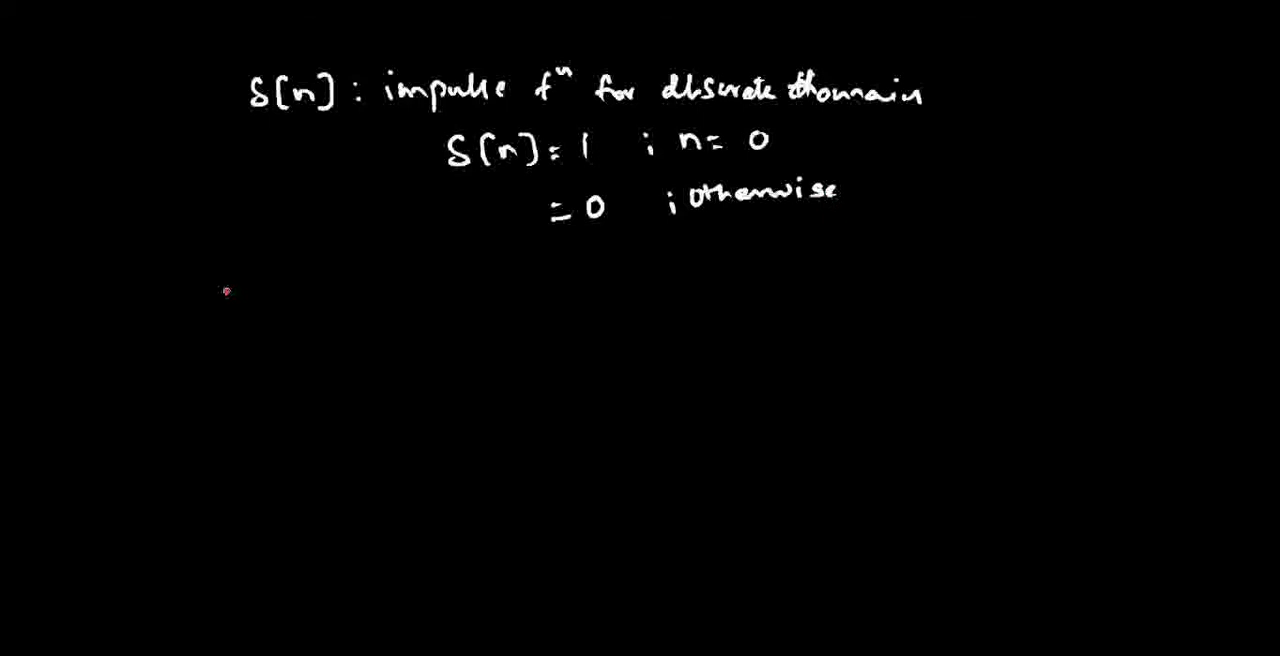 δ[n] : impulse fⁿ for discrete domain
δ[n] = 1 ; n = 0
= 0 ; otherwise